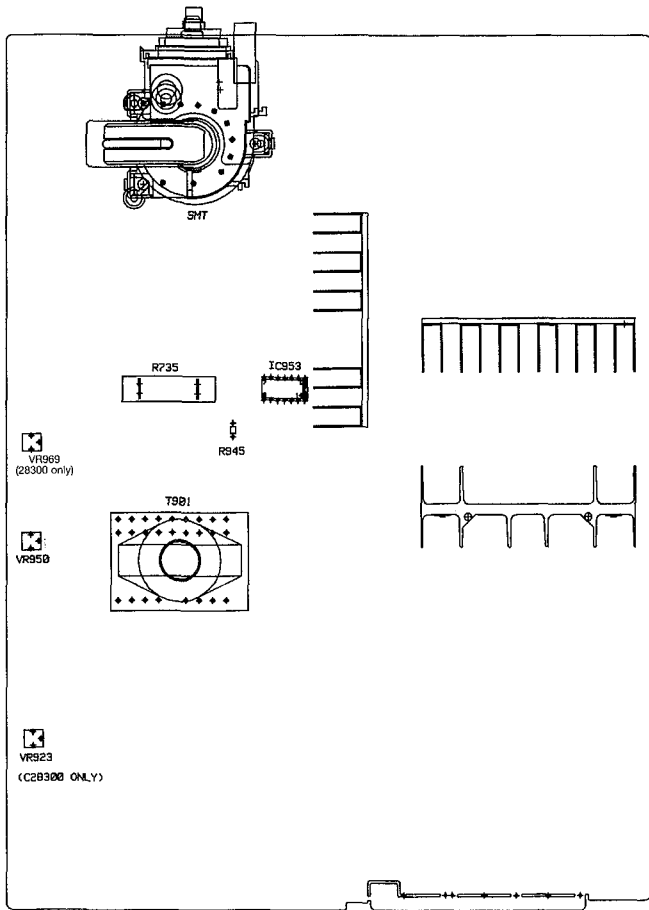 SMT
R735
IC953
R945
VR969
(28300 only)
T901
VR950
VR923
(C28300 ONLY)